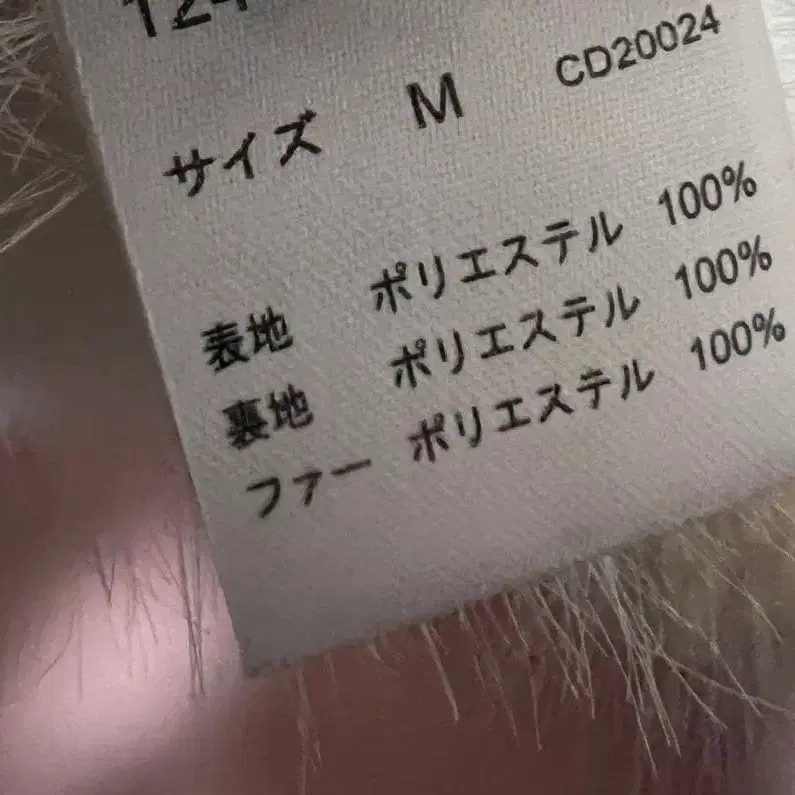 サイズ M CD20024
表地 ポリエステル 100%
裏地 ポリエステル 100%
ファー ポリエステル 100%